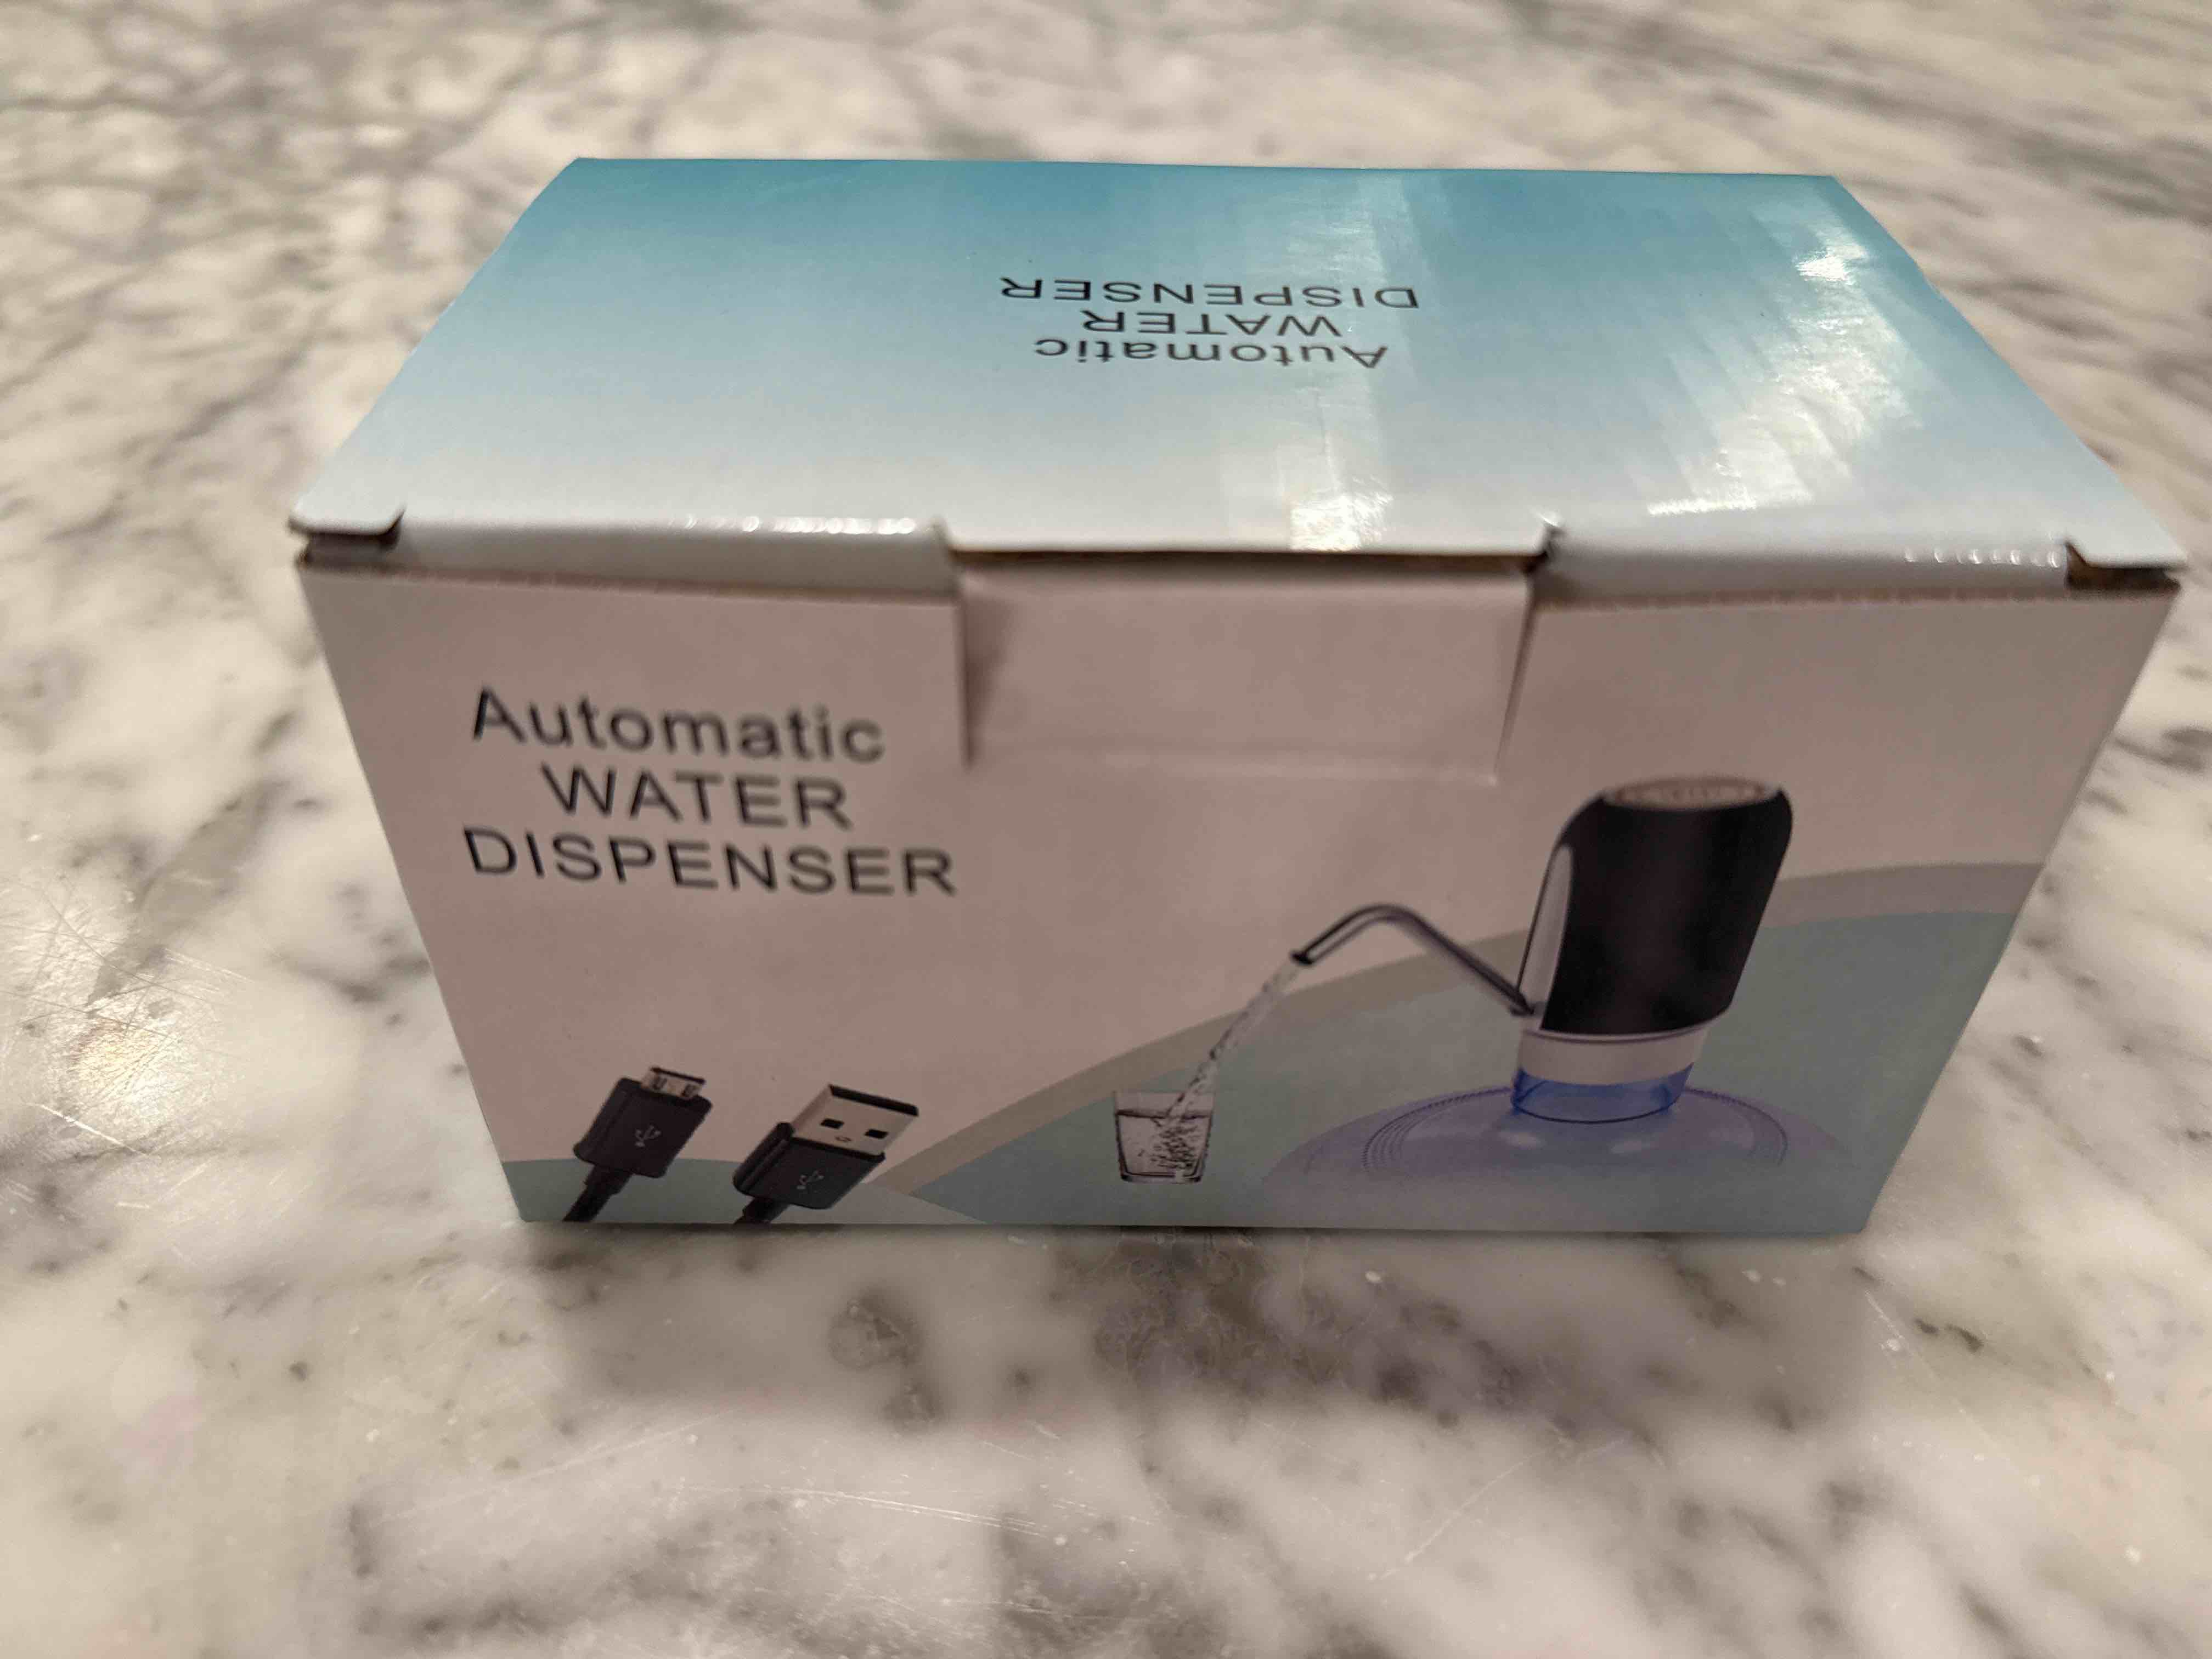 Automatic
WATER
DISPENSER
Automatic
WATER
DISPENSER